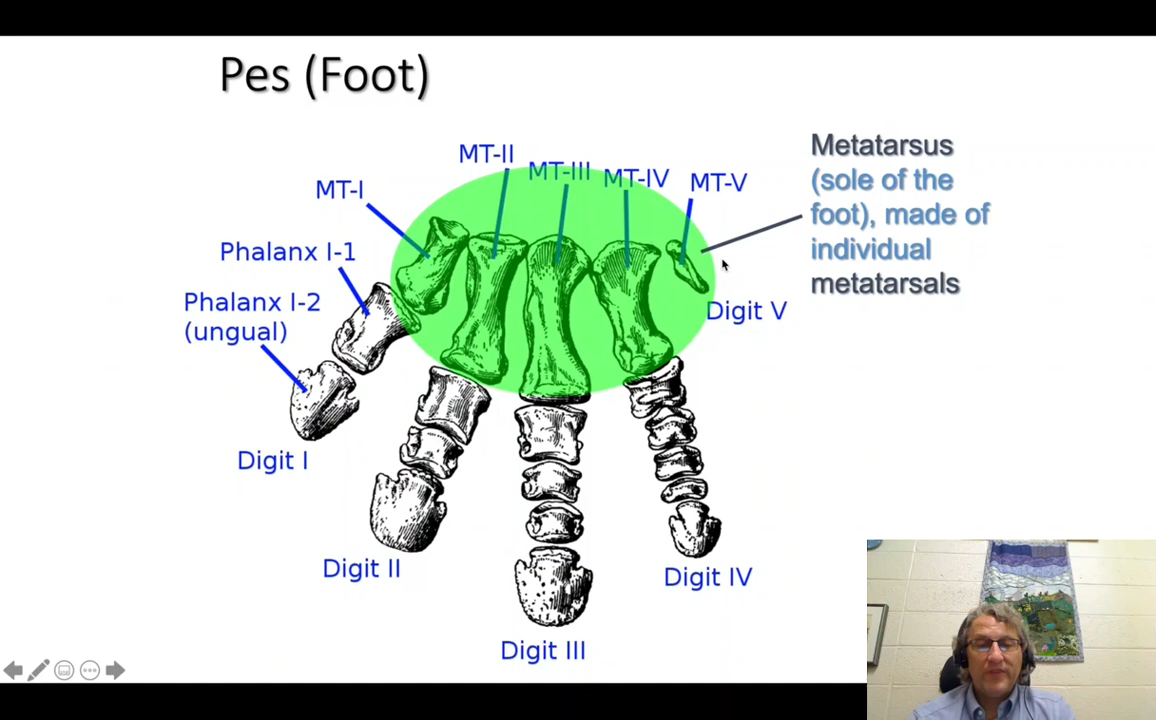 Pes (Foot)
MT-II
MT-III
MT-IV
MT-V
MT-I
Phalanx I-1
Phalanx I-2
(ungual)
Metatarsus
(sole of the
foot), made of
individual
metatarsals
Digit V
Digit I
Digit II
Digit IV
Digit III